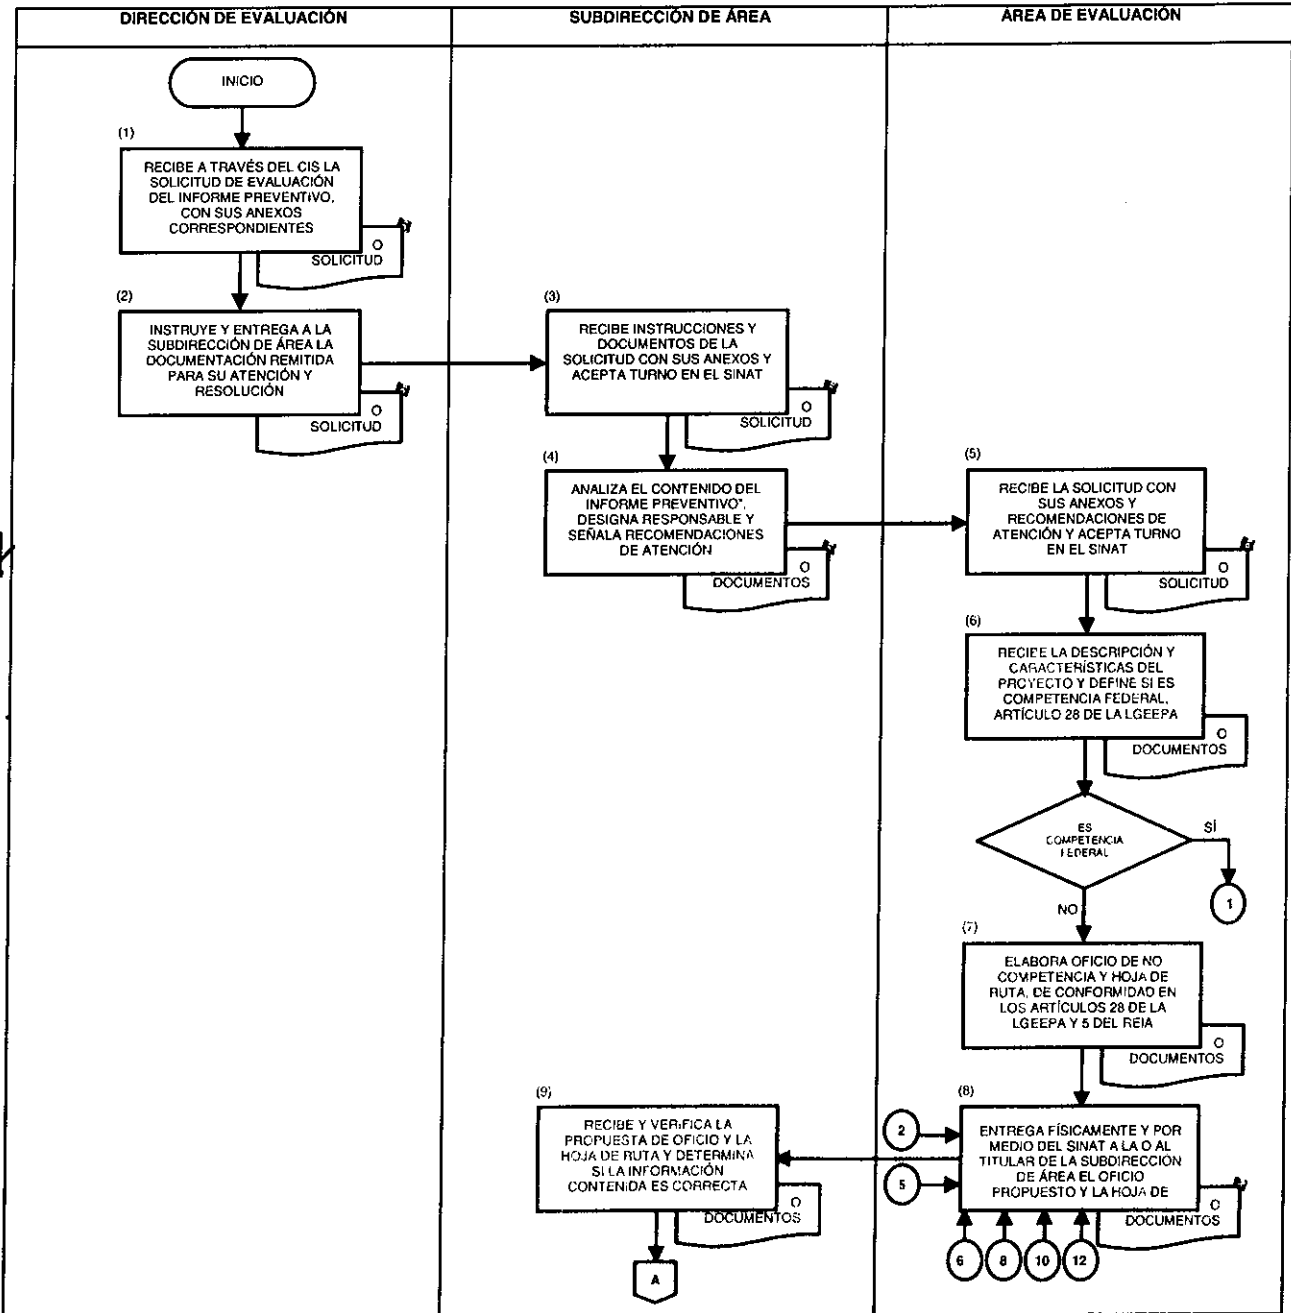 DIRECCIÓN DE EVALUACIÓN
SUBDIRECCIÓN DE ÁREA
ÁREA DE EVALUACIÓN
INICIO
(1)
RECIBE A TRAVÉS DEL CIS LA
SOLICITUD DE EVALUACIÓN
DEL INFORME PREVENTIVO,
CON SUS ANEXOS
CORRESPONDIENTES
O
SOLICITUD
(2)
INSTRUYE Y ENTREGA A LA
SUBDIRECCIÓN DE ÁREA LA
DOCUMENTACIÓN REMITIDA
PARA SU ATENCIÓN Y
RESOLUCIÓN
O
SOLICITUD
(3)
RECIBE INSTRUCCIONES Y
DOCUMENTOS DE LA
SOLICITUD CON SUS ANEXOS Y
ACEPTA TURNO EN EL SINAT
O
SOLICITUD
(4)
ANALIZA EL CONTENIDO DEL
INFORME PREVENTIVO",
DESIGNA RESPONSABLE Y
SEÑALA RECOMENDACIONES
DE ATENCIÓN
O
DOCUMENTOS
(5)
RECIBE LA SOLICITUD CON
SUS ANEXOS Y
RECOMENDACIONES DE
ATENCIÓN Y ACEPTA TURNO
EN EL SINAT
O
SOLICITUD
(6)
RECIBE LA DESCRIPCIÓN Y
CARACTERÍSTICAS DEL
PROYECTO Y DEFINE SI ES
COMPETENCIA FEDERAL,
ARTÍCULO 28 DE LA LGEEPA
O
DOCUMENTOS
ES
COMPETENCIA
FEDERAL
SÍ
1
NO
(7)
ELABORA OFICIO DE NO
COMPETENCIA Y HOJA DE
RUTA, DE CONFORMIDAD EN
LOS ARTÍCULOS 28 DE LA
LGEEPA Y 5 DEL REIA
O
DOCUMENTOS
(8)
ENTREGA FÍSICAMENTE Y POR
MEDIO DEL SINAT A LA O AL
TITULAR DE LA SUBDIRECCIÓN
DE ÁREA EL OFICIO
PROPUESTO Y LA HOJA DE
O
DOCUMENTOS
2
5
6
8
10
12
(9)
RECIBE Y VERIFICA LA
PROPUESTA DE OFICIO Y LA
HOJA DE RUTA Y DETERMINA
SI LA INFORMACIÓN
CONTENIDA ES CORRECTA
O
DOCUMENTOS
A